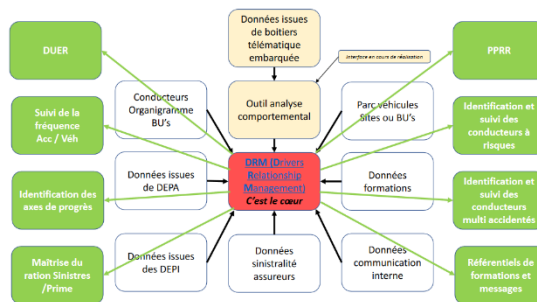 DUER
Données issues
de boitiers
télématique
embarquée
PPRR
Interface en cours de réalisation
Conducteurs
Organigramme
BU's
Outil analyse
comportemental
Parc véhicules
Sites ou BU's
Suivi de la
fréquence
Acc / Véh
Identification et
suivi des
conducteurs à
risques
Données issues
de DEPA
DRM (Drivers
Relationship
Management)
C'est le cœur
Données
formations
Identification
des axes de progrès
Identification et
suivi des
conducteurs
multi accidentés
Maîtrise du
ration Sinistres
/Prime
Données issues
des DEPI
Données
sinistralité
assureurs
Données
communication
interne
Référentiels de
formations et
messages